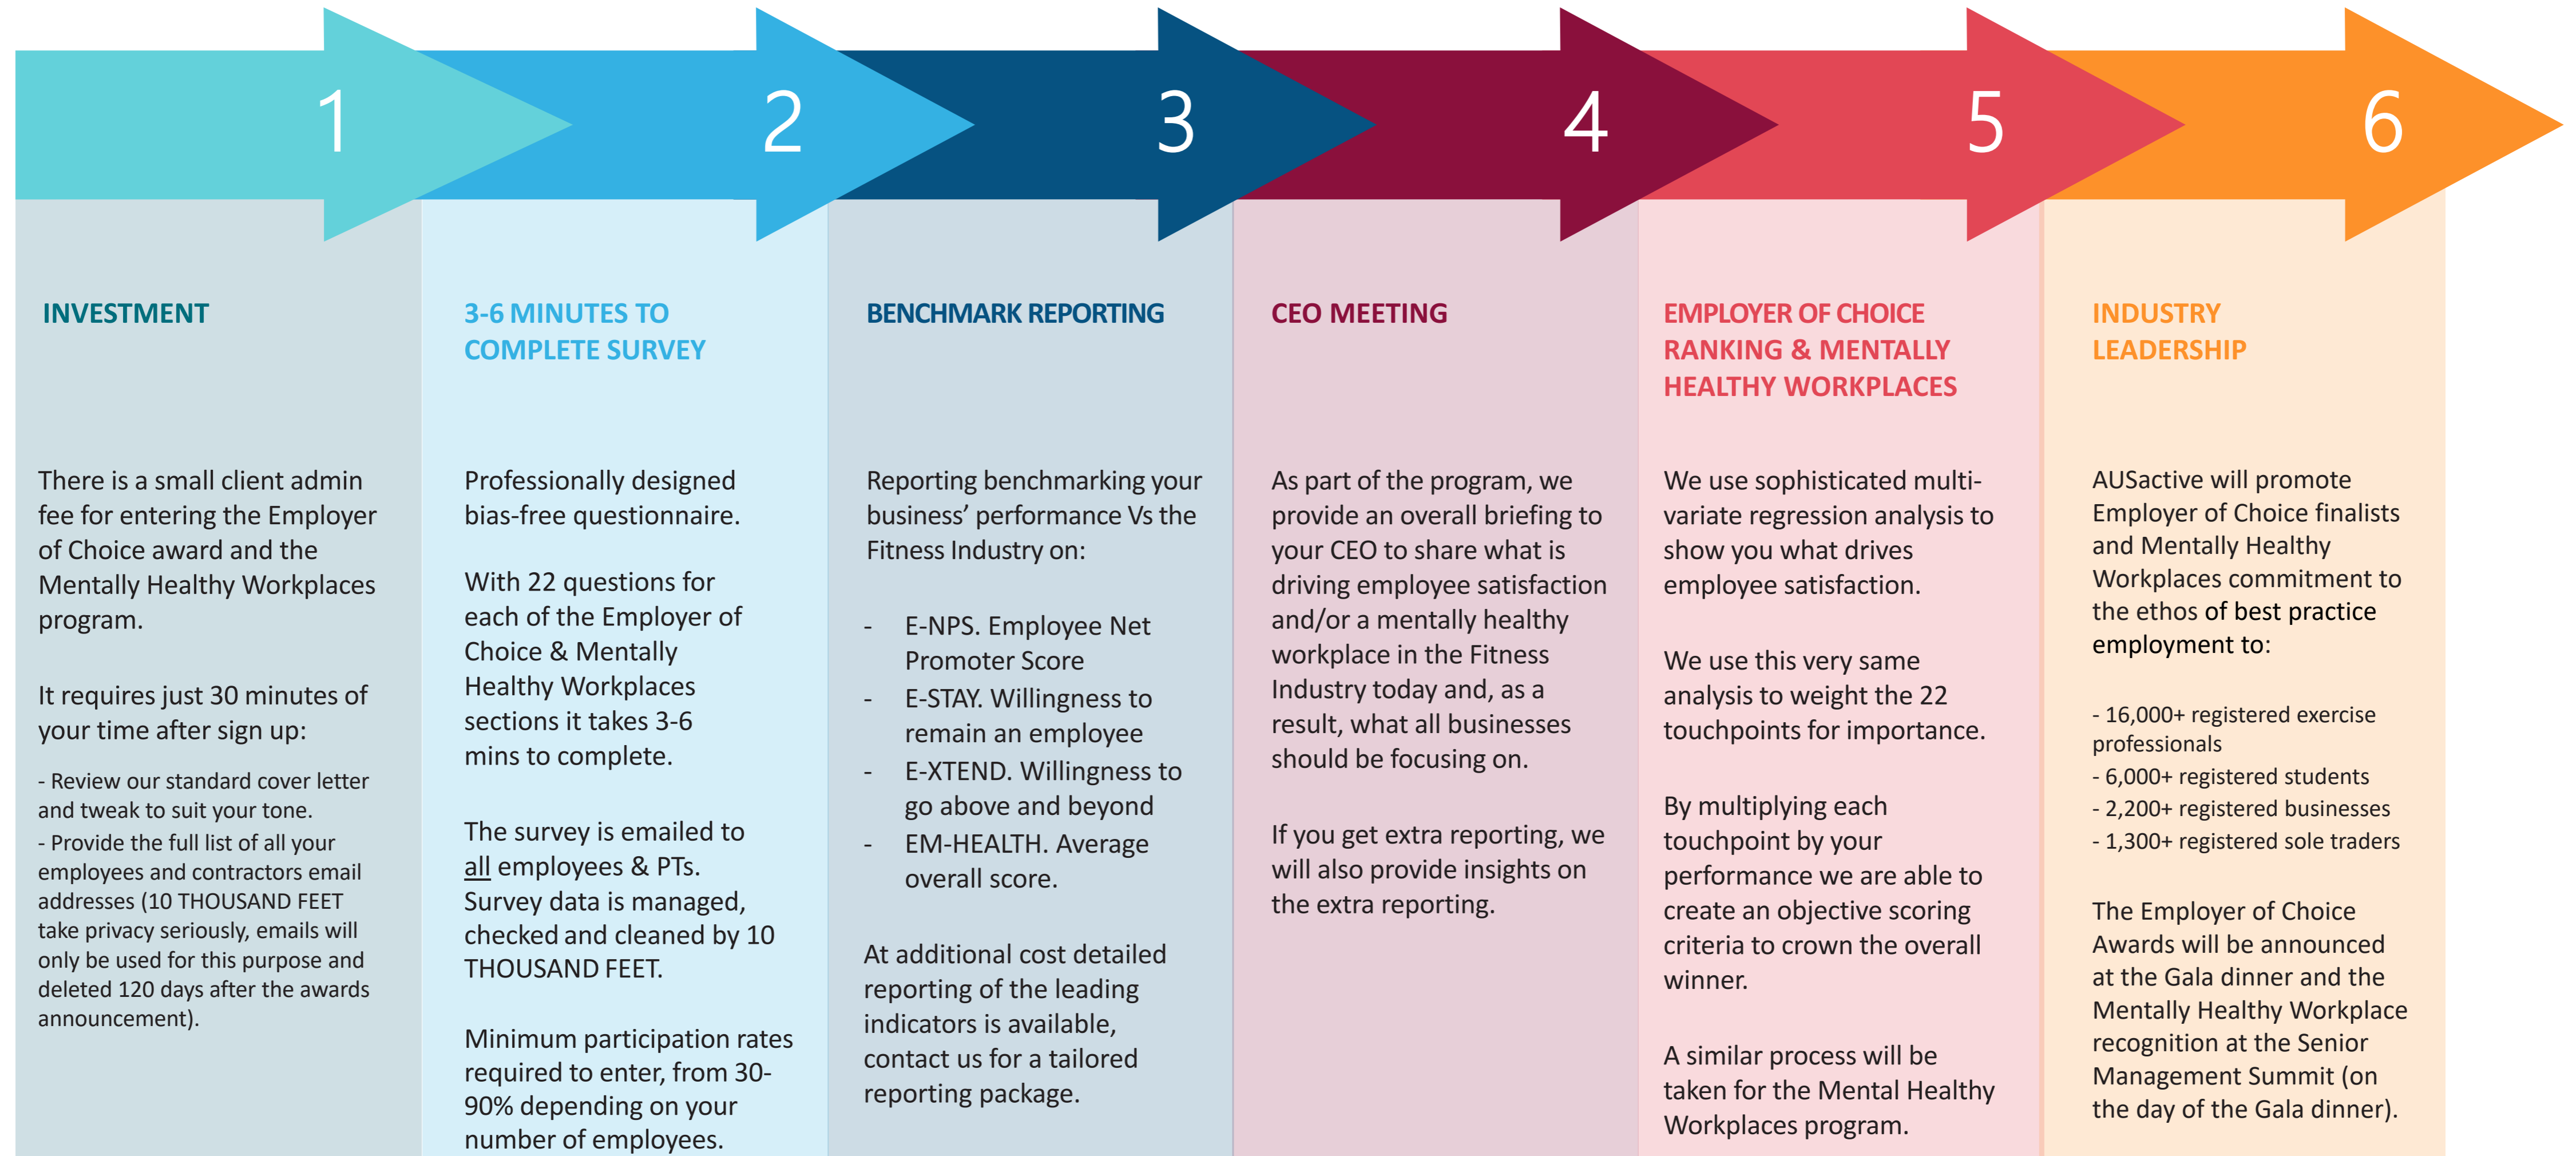 1
2
3
4
5
6
INVESTMENT
There is a small client admin
fee for entering the Employer
of Choice award and the
Mentally Healthy Workplaces
program.
It requires just 30 minutes of
your time after sign up:
- Review our standard cover letter
and tweak to suit your tone.
- Provide the full list of all your
employees and contractors email
addresses (10 THOUSAND FEET
take privacy seriously, emails will
only be used for this purpose and
deleted 120 days after the awards
announcement).
3-6 MINUTES TO
COMPLETE SURVEY
Professionally designed
bias-free questionnaire.
With 22 questions for
each of the Employer of
Choice & Mentally
Healthy Workplaces
sections it takes 3-6
mins to complete.
The survey is emailed to
all employees & PTs.
Survey data is managed,
checked and cleaned by 10
THOUSAND FEET.
Minimum participation rates
required to enter, from 30-
90% depending on your
number of employees.
BENCHMARK REPORTING
Reporting benchmarking your
business’ performance Vs the
Fitness Industry on:
- E-NPS. Employee Net
Promoter Score
- E-STAY. Willingness to
remain an employee
- E-XTEND. Willingness to
go above and beyond
- EM-HEALTH. Average
overall score.
At additional cost detailed
reporting of the leading
indicators is available,
contact us for a tailored
reporting package.
CEO MEETING
As part of the program, we
provide an overall briefing to
your CEO to share what is
driving employee satisfaction
and/or a mentally healthy
workplace in the Fitness
Industry today and, as a
result, what all businesses
should be focusing on.
If you get extra reporting, we
will also provide insights on
the extra reporting.
EMPLOYER OF CHOICE
RANKING & MENTALLY
HEALTHY WORKPLACES
We use sophisticated multi-
variate regression analysis to
show you what drives
employee satisfaction.
We use this very same
analysis to weight the 22
touchpoints for importance.
By multiplying each
touchpoint by your
performance we are able to
create an objective scoring
criteria to crown the overall
winner.
A similar process will be
taken for the Mental Healthy
Workplaces program.
INDUSTRY
LEADERSHIP
AUSactive will promote
Employer of Choice finalists
and Mentally Healthy
Workplaces commitment to
the ethos of best practice
employment to:
- 16,000+ registered exercise
professionals
- 6,000+ registered students
- 2,200+ registered businesses
- 1,300+ registered sole traders
The Employer of Choice
Awards will be announced
at the Gala dinner and the
Mentally Healthy Workplace
recognition at the Senior
Management Summit (on
the day of the Gala dinner).